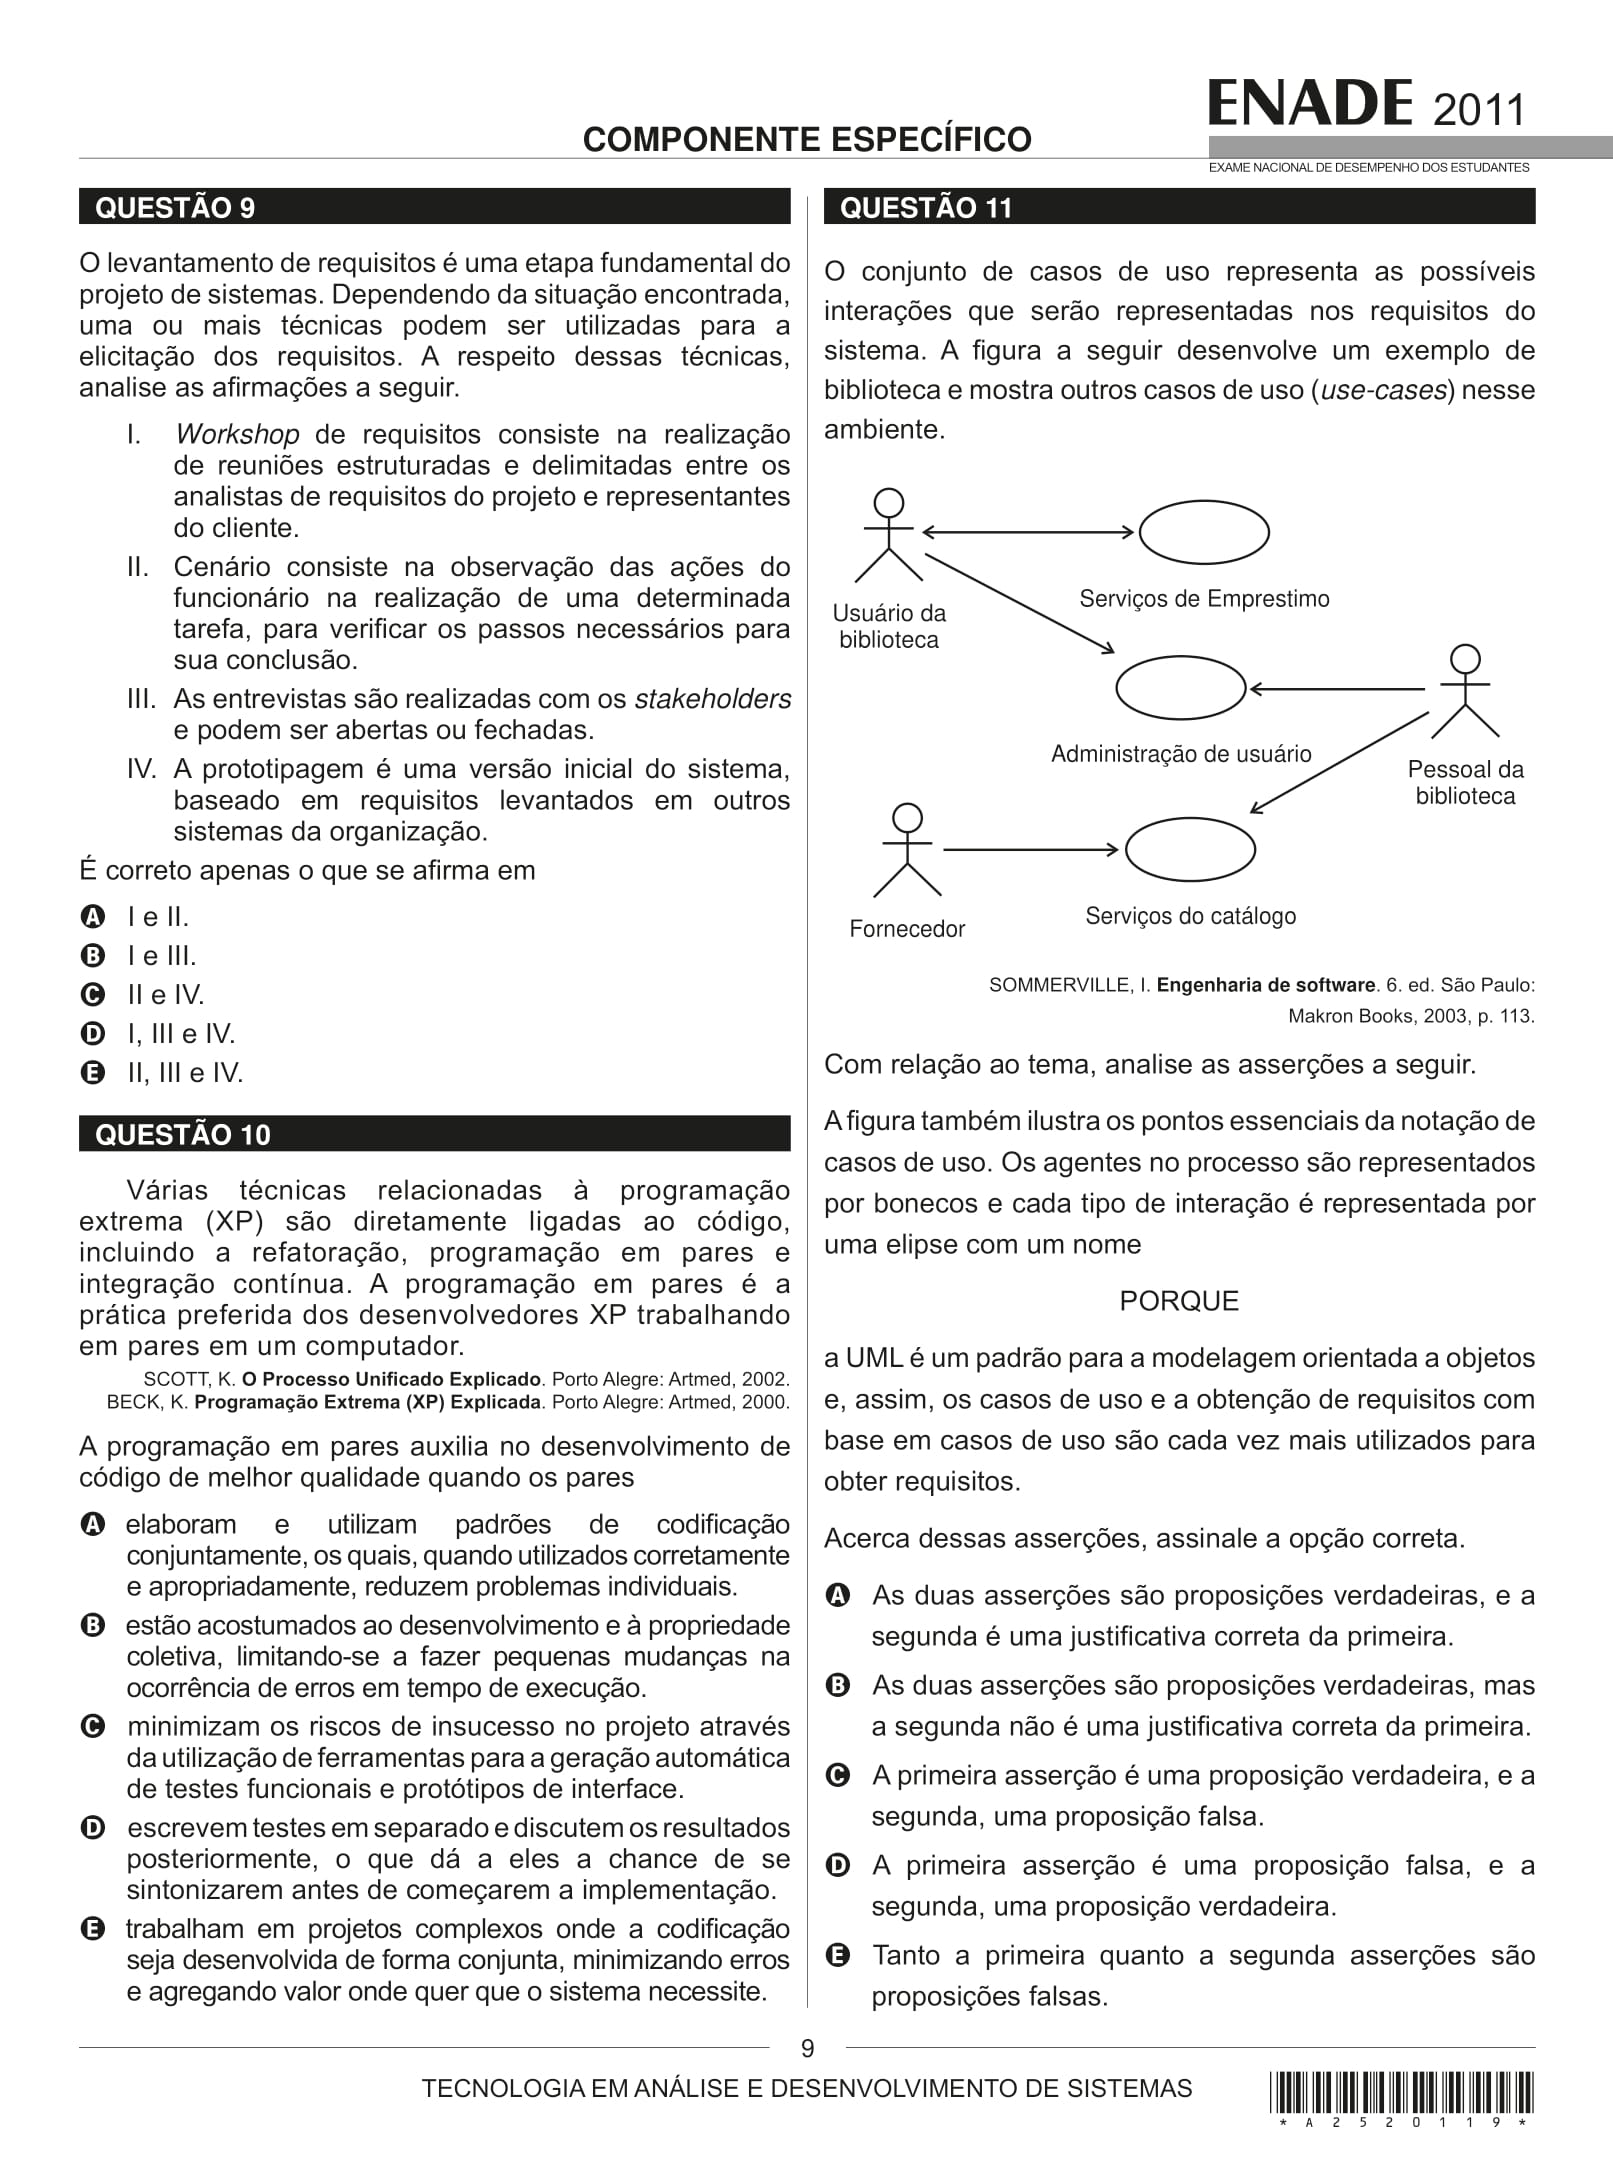 ENADE 2011
COMPONENTE ESPECÍFICO
EXAME NACIONAL DE DESEMPENHO DOS ESTUDANTES
QUESTÃO 9
O levantamento de requisitos é uma etapa fundamental do
projeto de sistemas. Dependendo da situação encontrada,
uma ou mais técnicas podem ser utilizadas para a
elicitação dos requisitos. A respeito dessas técnicas,
analise as afirmações a seguir.
I. Workshop de requisitos consiste na realização
de reuniões estruturadas e delimitadas entre os
analistas de requisitos do projeto e representantes
do cliente.
II. Cenário consiste na observação das ações do
funcionário na realização de uma determinada
tarefa, para verificar os passos necessários para
sua conclusão.
III. As entrevistas são realizadas com os stakeholders
e podem ser abertas ou fechadas.
IV. A prototipagem é uma versão inicial do sistema,
baseado em requisitos levantados em outros
sistemas da organização.
É correto apenas o que se afirma em
A I e II.
B I e III.
C II e IV.
D I, III e IV.
E II, III e IV.
QUESTÃO 10
Várias técnicas relacionadas à programação
extrema (XP) são diretamente ligadas ao código,
incluindo a refatoração, programação em pares e
integração contínua. A programação em pares é a
prática preferida dos desenvolvedores XP trabalhando
em pares em um computador.
SCOTT, K. O Processo Unificado Explicado. Porto Alegre: Artmed, 2002.
BECK, K. Programação Extrema (XP) Explicada. Porto Alegre: Artmed, 2000.
A programação em pares auxilia no desenvolvimento de
código de melhor qualidade quando os pares
A elaboram e utilizam padrões de codificação
conjuntamente, os quais, quando utilizados corretamente
e apropriadamente, reduzem problemas individuais.
B estão acostumados ao desenvolvimento e à propriedade
coletiva, limitando-se a fazer pequenas mudanças na
ocorrência de erros em tempo de execução.
C minimizam os riscos de insucesso no projeto através
da utilização de ferramentas para a geração automática
de testes funcionais e protótipos de interface.
D escrevem testes em separado e discutem os resultados
posteriormente, o que dá a eles a chance de se
sintonizarem antes de começarem a implementação.
E trabalham em projetos complexos onde a codificação
seja desenvolvida de forma conjunta, minimizando erros
e agregando valor onde quer que o sistema necessite.
QUESTÃO 11
O conjunto de casos de uso representa as possíveis
interações que serão representadas nos requisitos do
sistema. A figura a seguir desenvolve um exemplo de
biblioteca e mostra outros casos de uso (use-cases) nesse
ambiente.
Usuário da
biblioteca
Serviços de Emprestimo
Administração de usuário
Pessoal da
biblioteca
Fornecedor
Serviços do catálogo
SOMMERVILLE, I. Engenharia de software. 6. ed. São Paulo:
Makron Books, 2003, p. 113.
Com relação ao tema, analise as asserções a seguir.
A figura também ilustra os pontos essenciais da notação de
casos de uso. Os agentes no processo são representados
por bonecos e cada tipo de interação é representada por
uma elipse com um nome
PORQUE
a UML é um padrão para a modelagem orientada a objetos
e, assim, os casos de uso e a obtenção de requisitos com
base em casos de uso são cada vez mais utilizados para
obter requisitos.
Acerca dessas asserções, assinale a opção correta.
A As duas asserções são proposições verdadeiras, e a
segunda é uma justificativa correta da primeira.
B As duas asserções são proposições verdadeiras, mas
a segunda não é uma justificativa correta da primeira.
C A primeira asserção é uma proposição verdadeira, e a
segunda, uma proposição falsa.
D A primeira asserção é uma proposição falsa, e a
segunda, uma proposição verdadeira.
E Tanto a primeira quanto a segunda asserções são
proposições falsas.
9
TECNOLOGIA EM ANÁLISE E DESENVOLVIMENTO DE SISTEMAS
* A 2 5 2 0 1 1 9 *